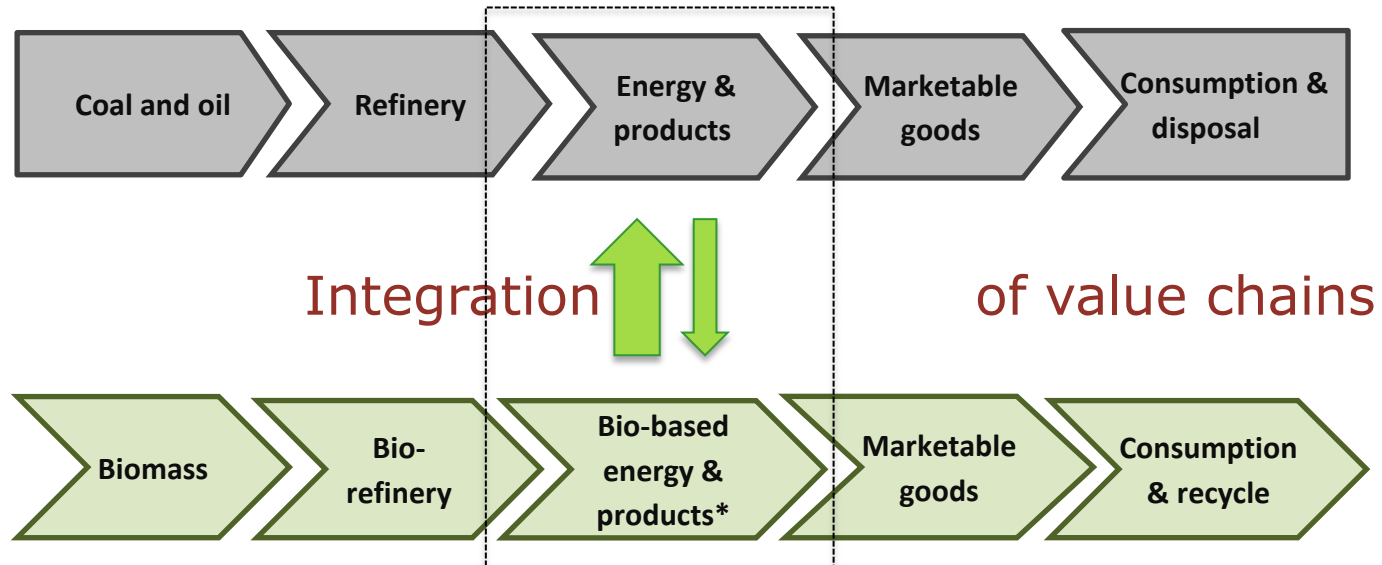 Coal and oil
Refinery
Energy &
products
Marketable
goods
Consumption &
disposal
Integration
of value chains
Biomass
Bio-
refinery
Bio-based
energy &
products*
Marketable
goods
Consumption
& recycle